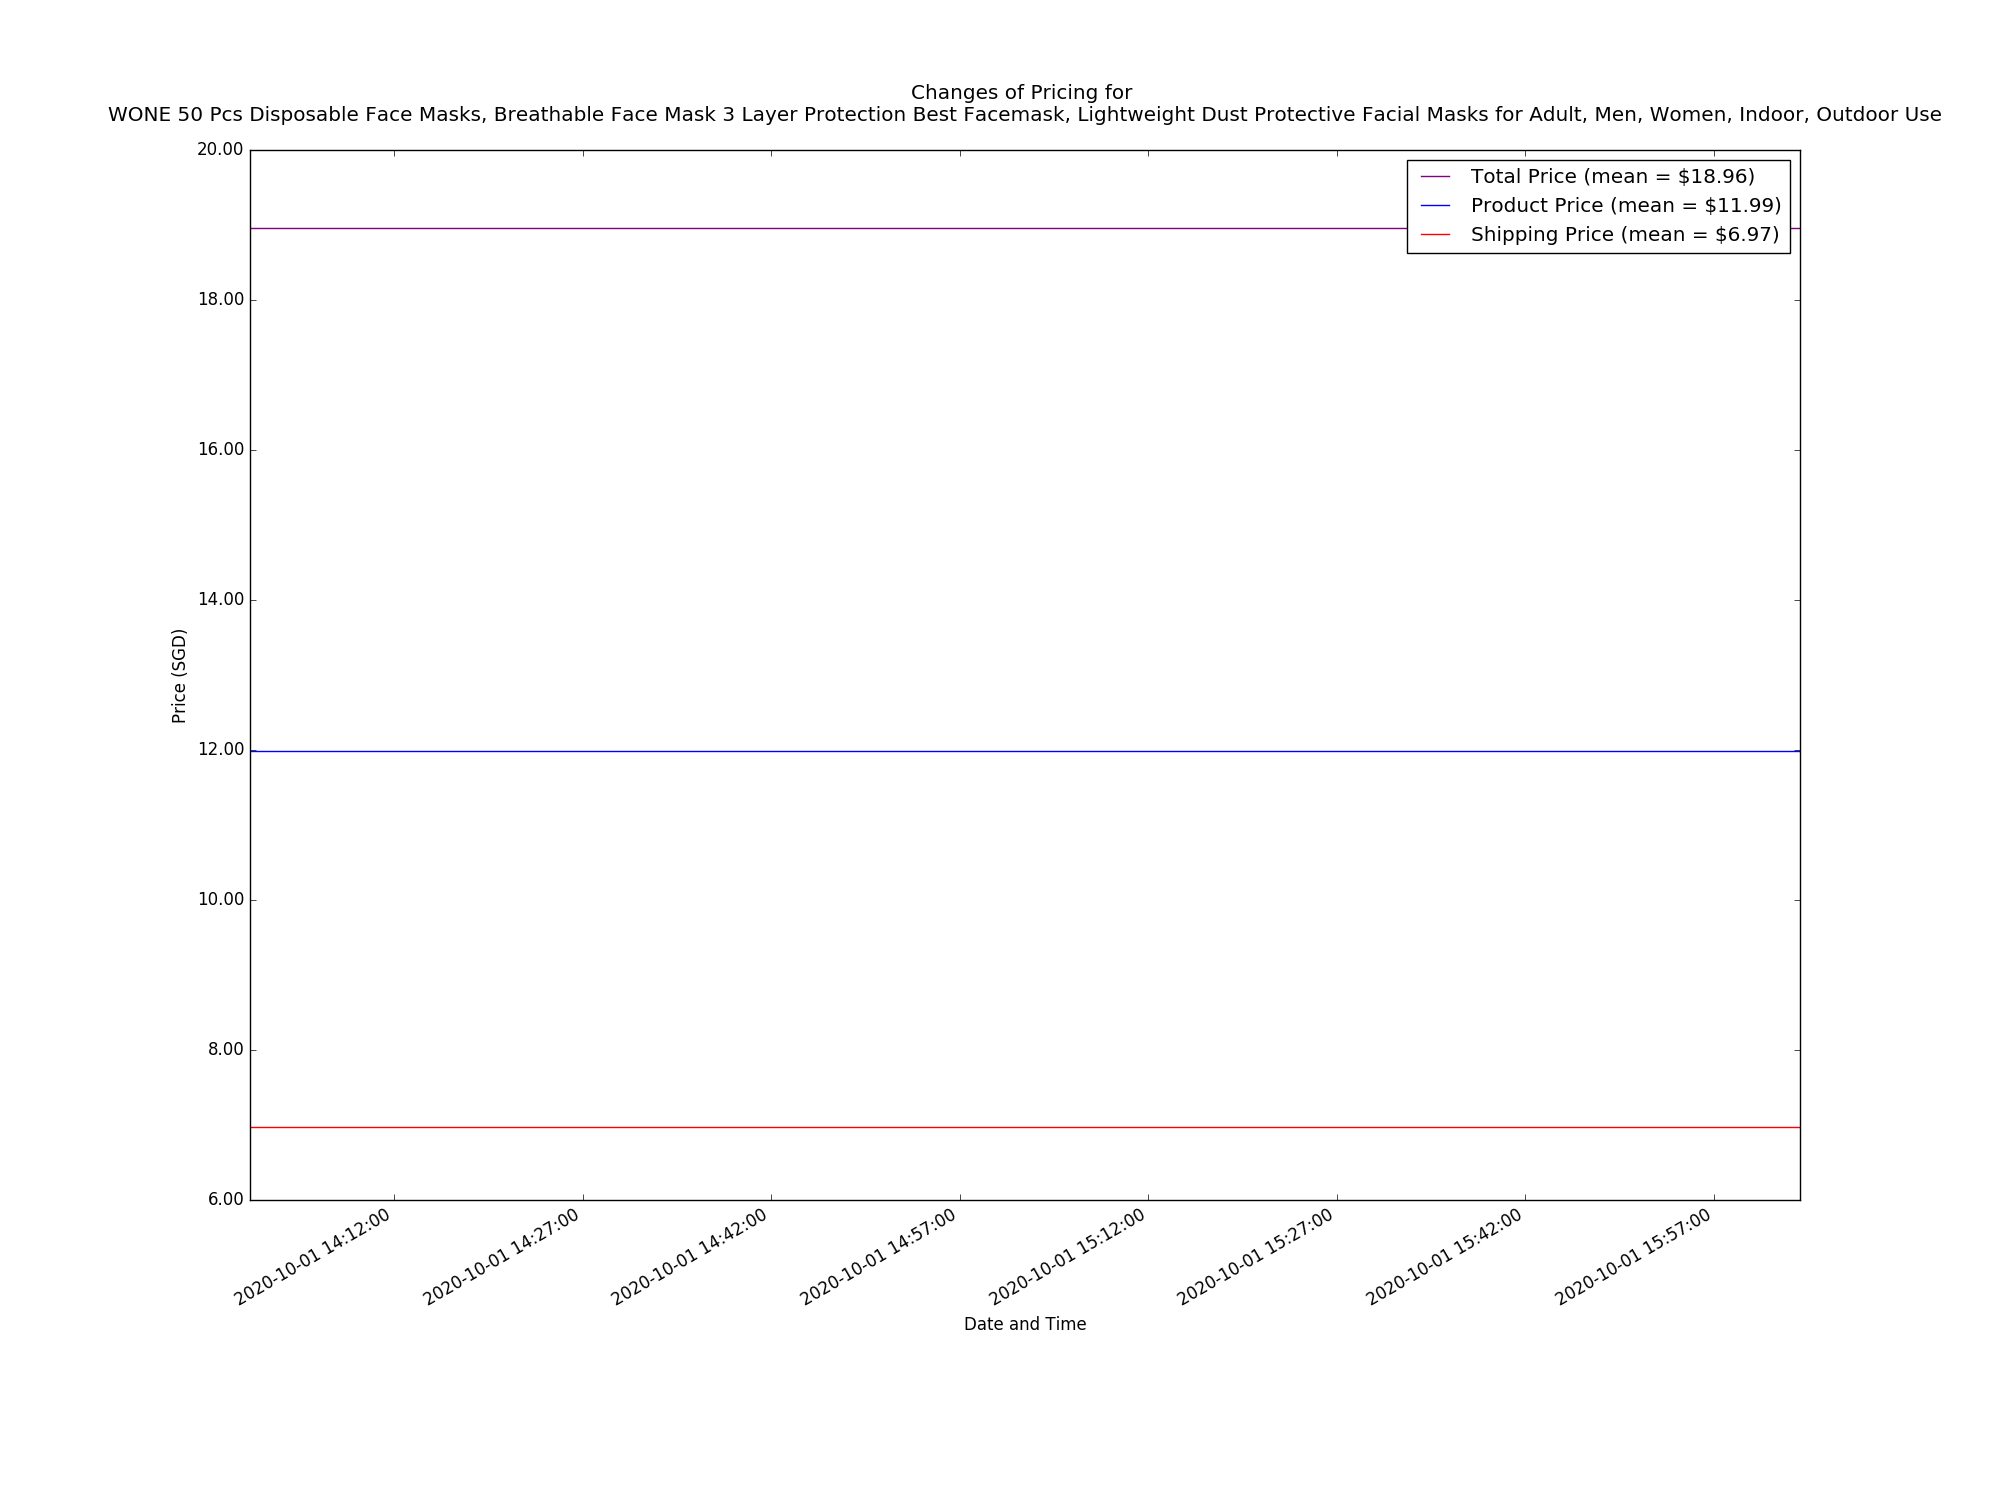 Changes of Pricing for
WONE 50 Pcs Disposable Face Masks, Breathable Face Mask 3 Layer Protection Best Facemask, Lightweight Dust Protective Facial Masks for Adult, Men, Women, Indoor, Outdoor Use
Total Price (mean = $18.96)
Product Price (mean = $11.99)
Shipping Price (mean = $6.97)
Price (SGD)
20.00
18.00
16.00
14.00
12.00
10.00
8.00
6.00
2020-10-01 14:12:00
2020-10-01 14:27:00
2020-10-01 14:42:00
2020-10-01 14:57:00
2020-10-01 15:12:00
2020-10-01 15:27:00
2020-10-01 15:42:00
2020-10-01 15:57:00
Date and Time